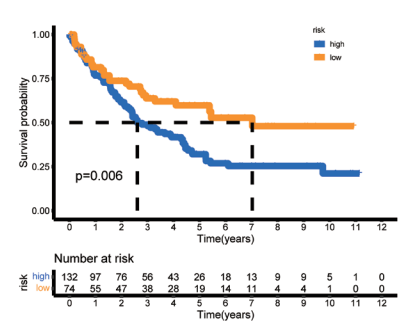 risk
high
low
Survival probability
1.00
0.75
0.50
0.25
0.00
p=0.006
0 1 2 3 4 5 6 7 8 9 10 11 12
Time(years)
Number at risk
risk
high 132 97 76 56 43 26 18 13 9 9 5 1 0
low 74 55 47 38 28 19 14 11 4 4 1 0 0
0 1 2 3 4 5 6 7 8 9 10 11 12
Time(years)